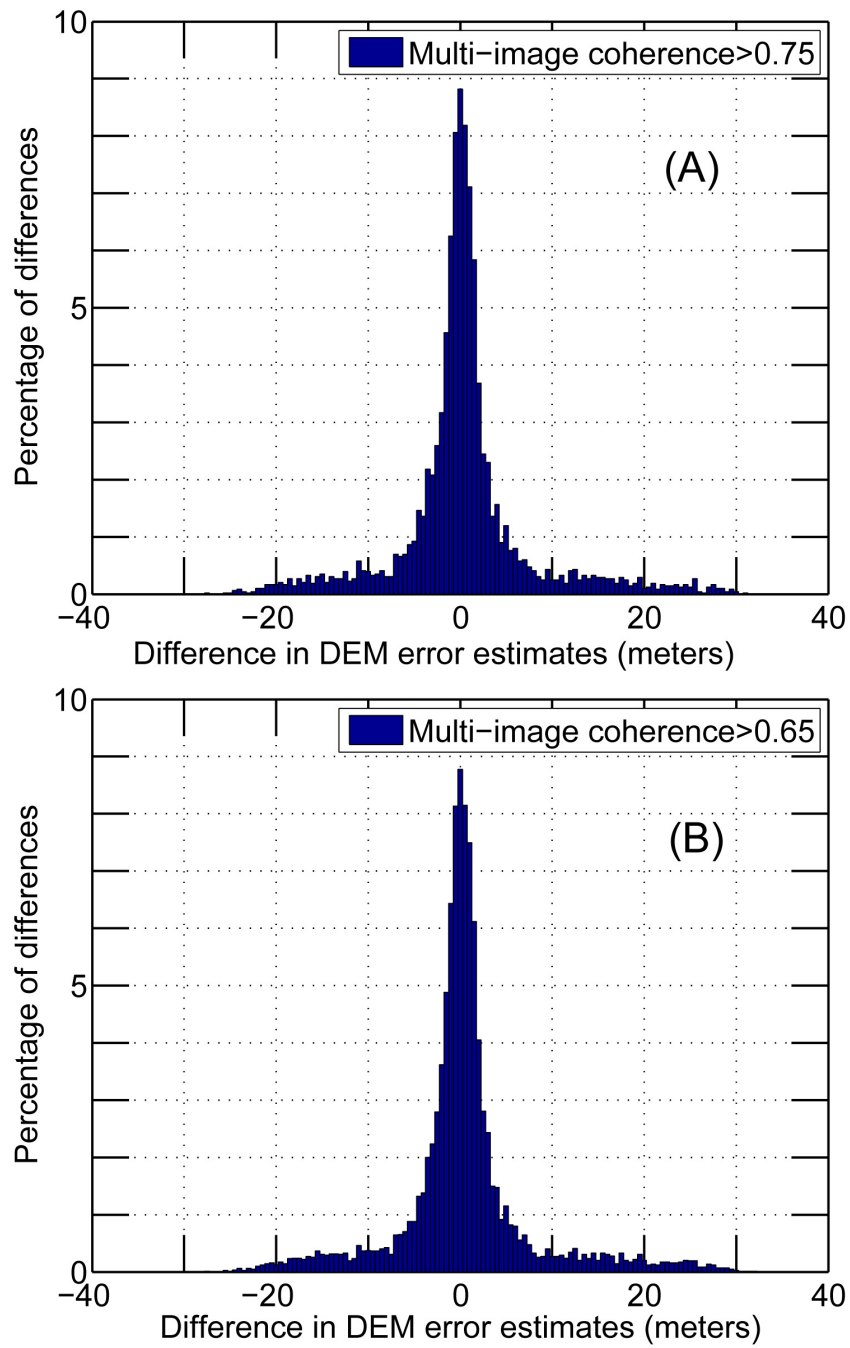 10
Multi−image coherence>0.75
(A)
Percentage of differences
5
0
−40 −20 0 20 40
Difference in DEM error estimates (meters)
10
Multi−image coherence>0.65
(B)
Percentage of differences
5
0
−40 −20 0 20 40
Difference in DEM error estimates (meters)